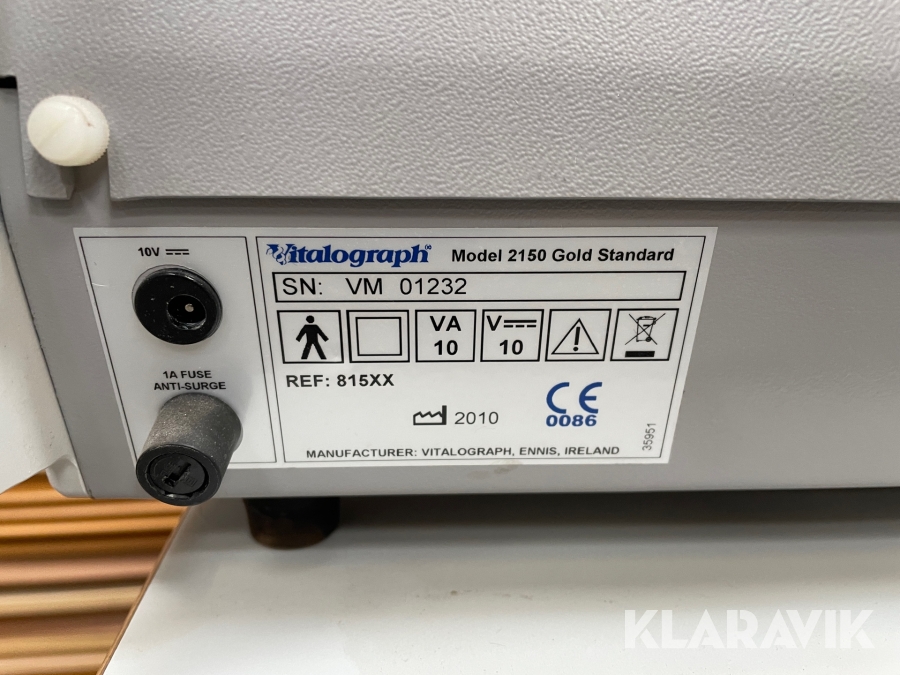 10V
1A FUSE
ANTI-SURGE
Vitalograph® Model 2150 Gold Standard
SN: VM 01232
VA
10
V
10
REF: 815XX
2010
CE
0086
35951
MANUFACTURER: VITALOGRAPH, ENNIS, IRELAND
KLARAVIK